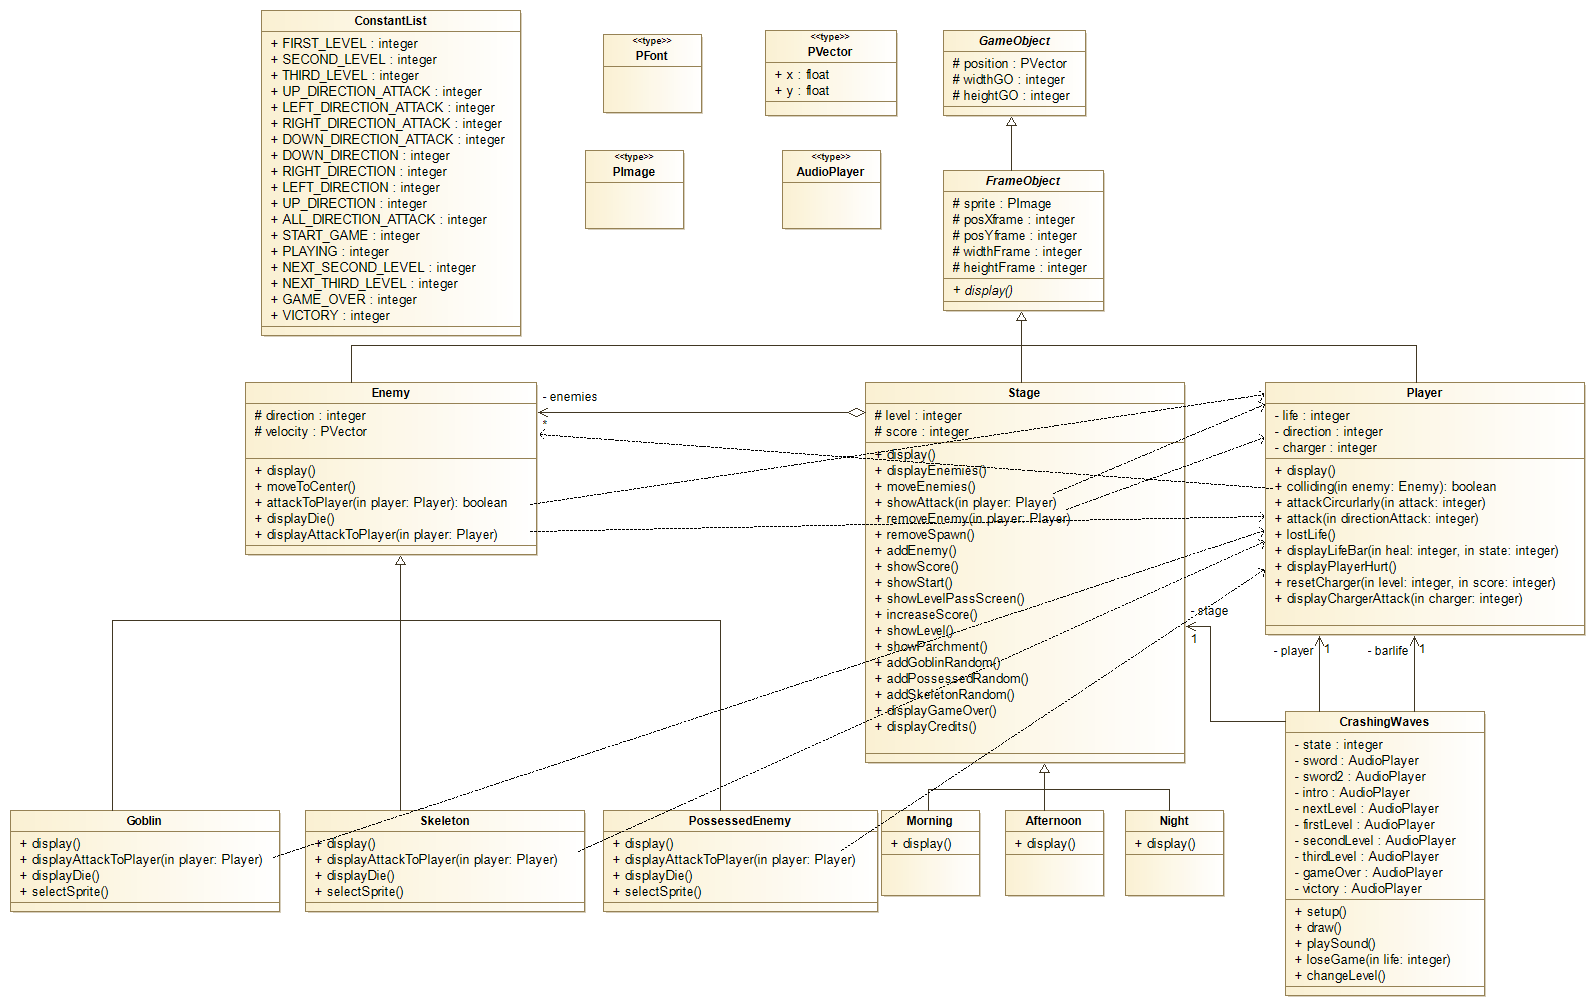 ConstantList
+ FIRST_LEVEL : integer
+ SECOND_LEVEL : integer
+ THIRD_LEVEL : integer
+ UP_DIRECTION_ATTACK : integer
+ LEFT_DIRECTION_ATTACK : integer
+ RIGHT_DIRECTION_ATTACK : integer
+ DOWN_DIRECTION_ATTACK : integer
+ DOWN_DIRECTION : integer
+ RIGHT_DIRECTION : integer
+ LEFT_DIRECTION : integer
+ UP_DIRECTION : integer
+ ALL_DIRECTION_ATTACK : integer
+ START_GAME : integer
+ PLAYING : integer
+ NEXT_SECOND_LEVEL : integer
+ NEXT_THIRD_LEVEL : integer
+ GAME_OVER : integer
+ VICTORY : integer
<<type>>
PFont
<<type>>
PVector
+ x : float
+ y : float
<<type>>
PImage
<<type>>
AudioPlayer
GameObject
# position : PVector
# widthGO : integer
# heightGO : integer
FrameObject
# sprite : PImage
# posXframe : integer
# posYframe : integer
# widthFrame : integer
# heightFrame : integer
+ display()
Enemy
# direction : integer
# velocity : PVector
+ display()
+ moveToCenter()
+ attackToPlayer(in player: Player): boolean
+ displayDie()
+ displayAttackToPlayer(in player: Player)
- enemies
*
Stage
# level : integer
# score : integer
+ display()
+ displayEnemies()
+ moveEnemies()
+ showAttack(in player: Player)
+ removeEnemy(in player: Player)
+ removeSpawn()
+ addEnemy()
+ showScore()
+ showStart()
+ showLevelPassScreen()
+ increaseScore()
+ showLevel()
+ showParchment()
+ addGoblinRandom()
+ addPossessedRandom()
+ addSkeletonRandom()
+ displayGameOver()
+ displayCredits()
Player
- life : integer
- direction : integer
- charger : integer
+ display()
+ colliding(in enemy: Enemy): boolean
+ attackCircurlarly(in attack: integer)
+ attack(in directionAttack: integer)
+ lostLife()
+ displayLifeBar(in heal: integer, in state: integer)
+ displayPlayerHurt()
+ resetCharger(in level: integer, in score: integer)
+ displayChargerAttack(in charger: integer)
- stage
1
- player 1
- barlife 1
Goblin
+ display()
+ displayAttackToPlayer(in player: Player)
+ displayDie()
+ selectSprite()
Skeleton
+ display()
+ displayAttackToPlayer(in player: Player)
+ displayDie()
+ selectSprite()
PossessedEnemy
+ display()
+ displayAttackToPlayer(in player: Player)
+ displayDie()
+ selectSprite()
Morning
+ display()
Afternoon
+ display()
Night
+ display()
CrashingWaves
- state : integer
- sword : AudioPlayer
- sword2 : AudioPlayer
- intro : AudioPlayer
- nextLevel : AudioPlayer
- firstLevel : AudioPlayer
- secondLevel : AudioPlayer
- thirdLevel : AudioPlayer
- gameOver : AudioPlayer
- victory : AudioPlayer
+ setup()
+ draw()
+ playSound()
+ loseGame(in life: integer)
+ changeLevel()